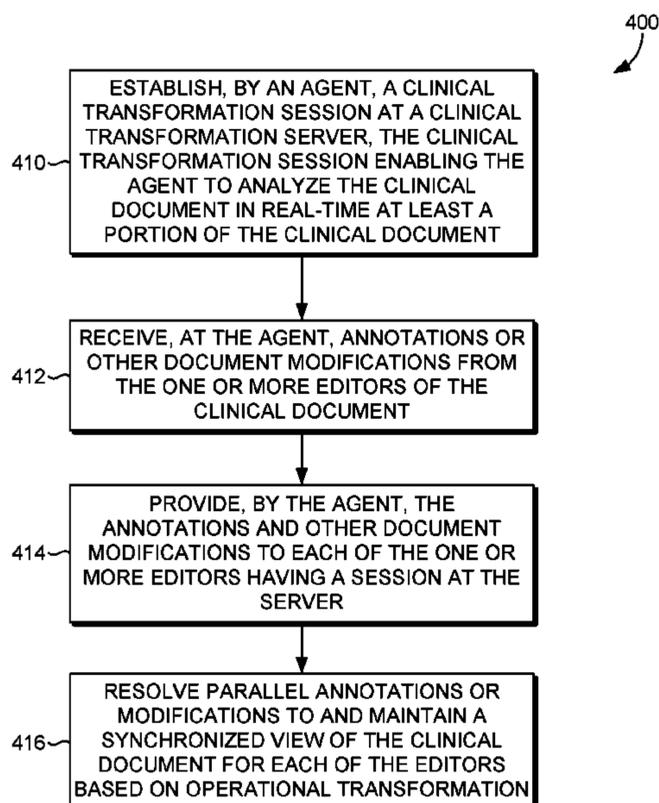 400
ESTABLISH, BY AN AGENT, A CLINICAL
TRANSFORMATION SESSION AT A CLINICAL
TRANSFORMATION SERVER, THE CLINICAL
TRANSFORMATION SESSION ENABLING THE
AGENT TO ANALYZE THE CLINICAL
DOCUMENT IN REAL-TIME AT LEAST A
PORTION OF THE CLINICAL DOCUMENT
410
RECEIVE, AT THE AGENT, ANNOTATIONS OR
OTHER DOCUMENT MODIFICATIONS FROM
THE ONE OR MORE EDITORS OF THE
CLINICAL DOCUMENT
412
PROVIDE, BY THE AGENT, THE
ANNOTATIONS AND OTHER DOCUMENT
MODIFICATIONS TO EACH OF THE ONE OR
MORE EDITORS HAVING A SESSION AT THE
SERVER
414
RESOLVE PARALLEL ANNOTATIONS OR
MODIFICATIONS TO AND MAINTAIN A
SYNCHRONIZED VIEW OF THE CLINICAL
DOCUMENT FOR EACH OF THE EDITORS
BASED ON OPERATIONAL TRANSFORMATION
416